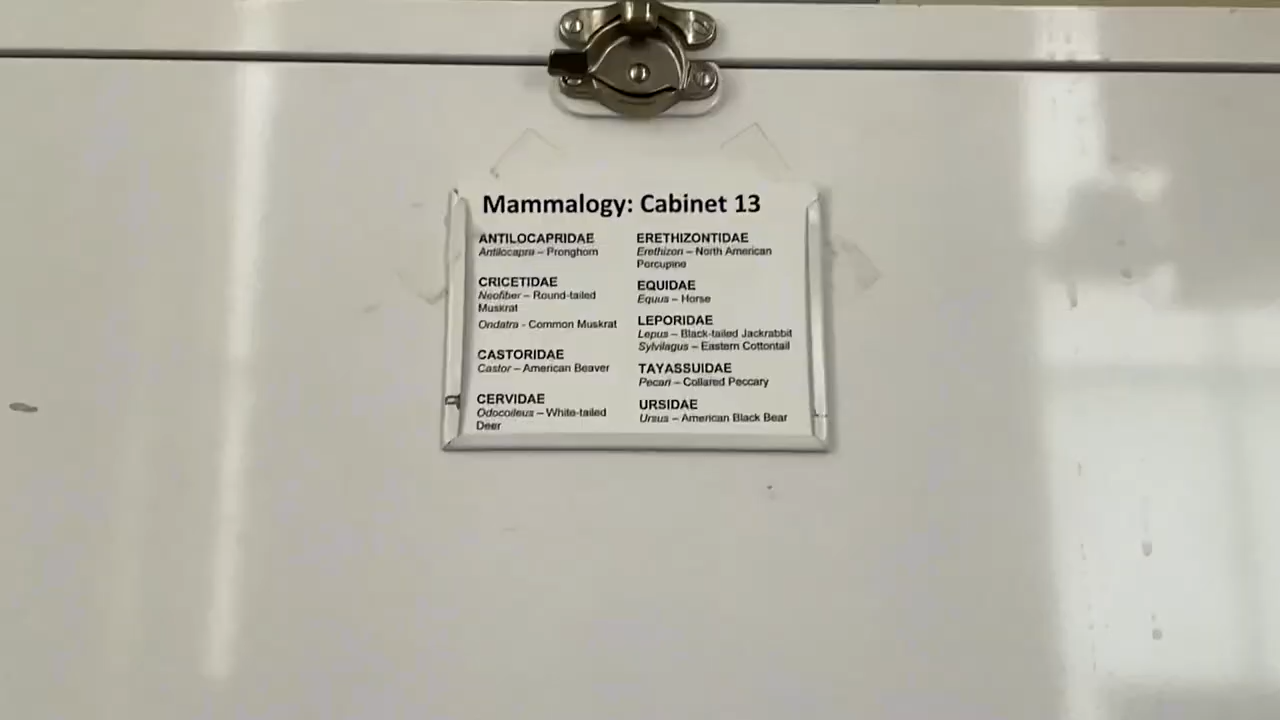 Mammalogy: Cabinet 13
ANTILOCAPRIDAE
Antilocapra – Pronghorn
CRICETIDAE
Neofiber – Round-tailed
Muskrat
Ondatra - Common Muskrat
CASTORIDAE
Castor – American Beaver
CERVIDAE
Odocoileus – White-tailed
Deer
ERETHIZONTIDAE
Erethizon – North American
Porcupine
EQUIDAE
Equus – Horse
LEPORIDAE
Lepus – Black-tailed Jackrabbit
Sylvilagus – Eastern Cottontail
TAYASSUIDAE
Pecari – Collared Peccary
URSIDAE
Ursus – American Black Bear